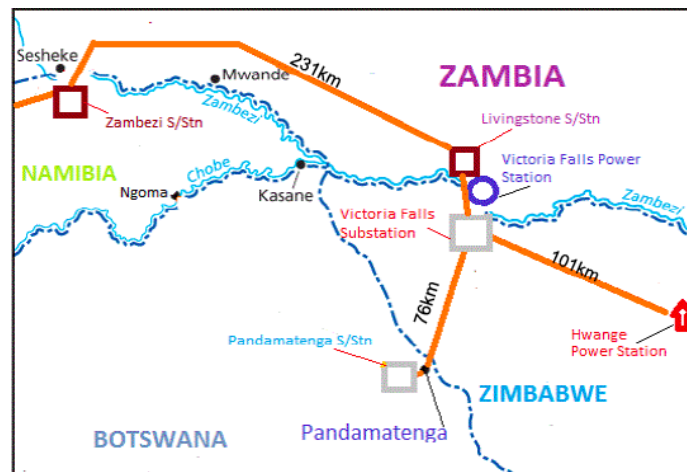 Sesheke
231km
ZAMBIA
Mwande
Zambezi
Livingstone S/Stn
Zambezi S/Stn
Victoria Falls Power
Station
NAMIBIA
Chobe
Ngoma
Kasane
Zambezi
Victoria Falls
Substation
101km
76km
Pandamatenga S/Stn
Hwange
Power Station
ZIMBABWE
Pandamatenga
BOTSWANA